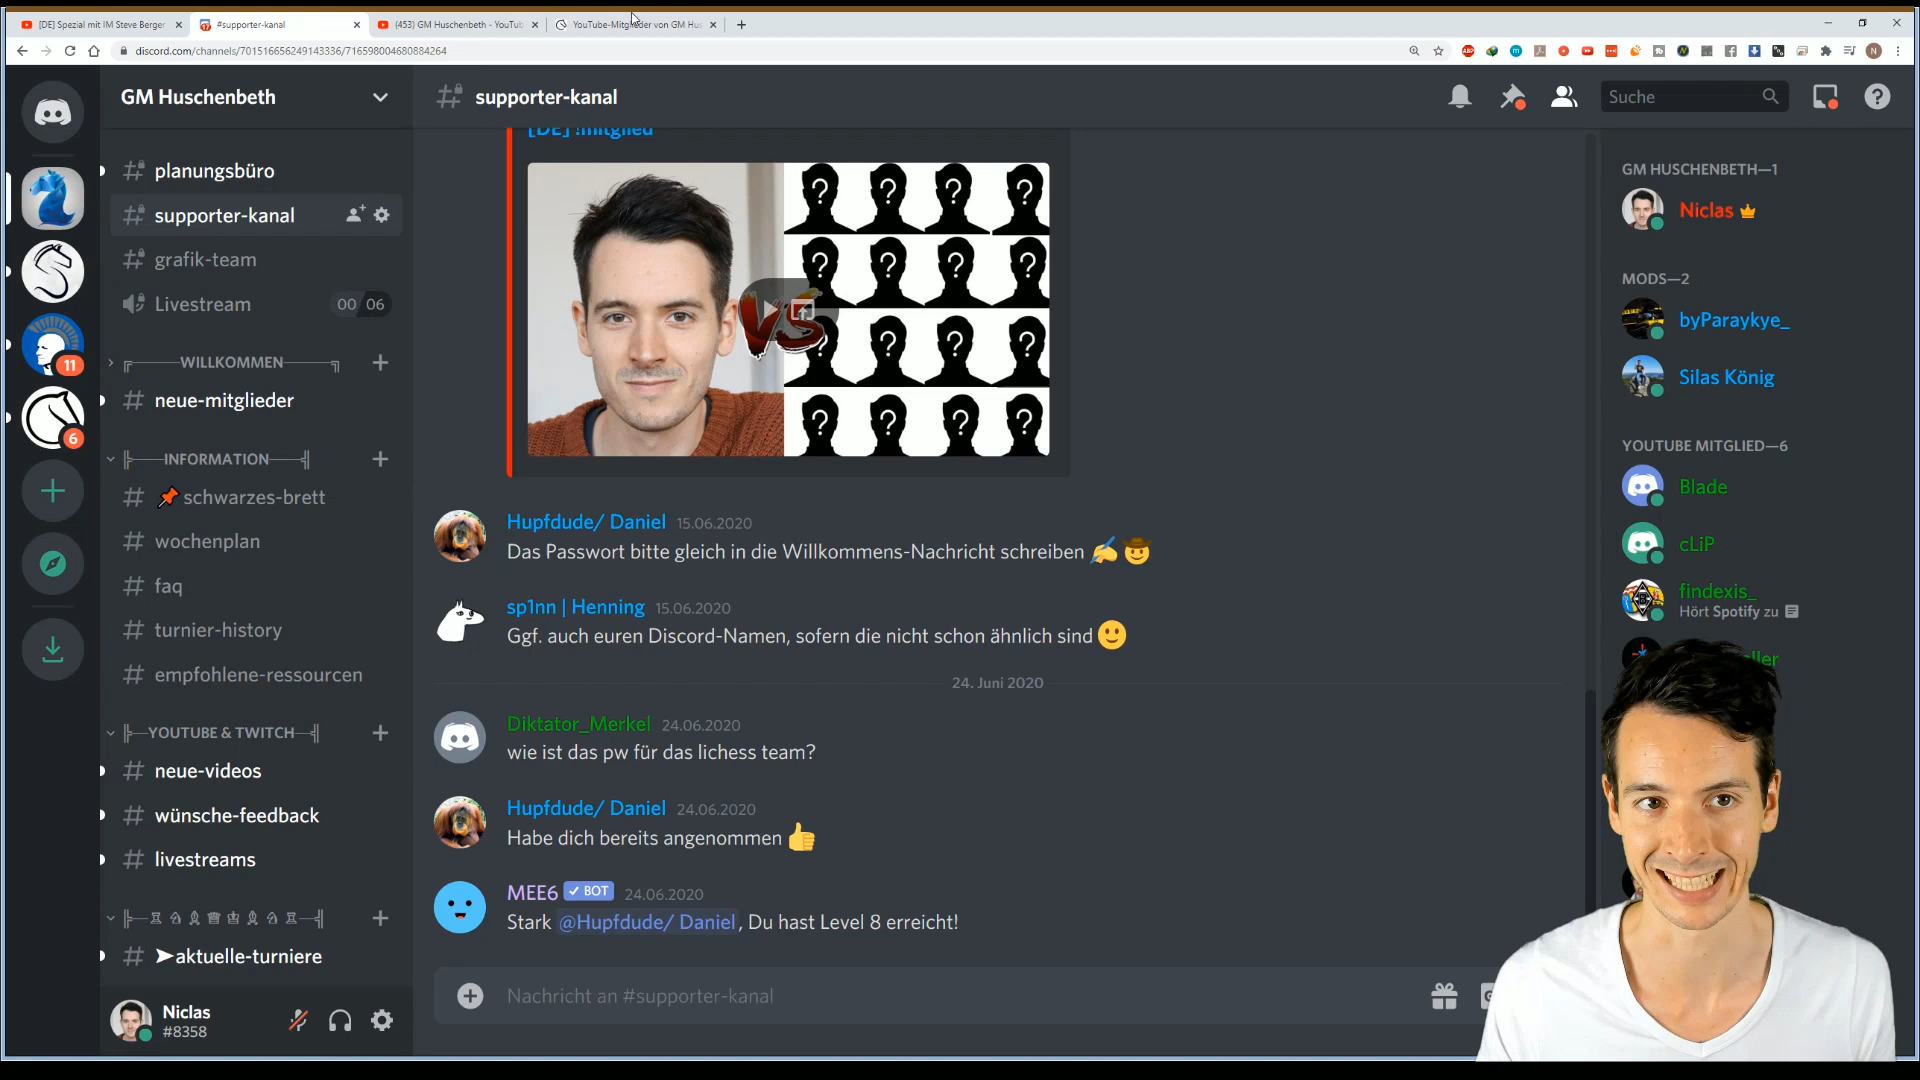 [DE] Spezial mit IM Steve Berger
#supporter-kanal
(453) GM Huschenbeth - YouTub
YouTube-Mitglieder von GM Hus
discord.com/channels/701516656249143336/716598004680884264
ABP
N
GM Huschenbeth
planungsbüro
supporter-kanal
grafik-team
Livestream
00 06
WILLKOMMEN
neue-mitglieder
INFORMATION
schwarzes-brett
wochenplan
faq
turnier-history
empfohlene-ressourcen
YOUTUBE & TWITCH
neue-videos
wünsche-feedback
livestreams
➤aktuelle-turniere
11
6
Niclas
#8358
supporter-kanal
Suche
[DE] !mitglied
VS
Hupfdude/ Daniel 15.06.2020
Das Passwort bitte gleich in die Willkommens-Nachricht schreiben
sp1nn | Henning 15.06.2020
Ggf. auch euren Discord-Namen, sofern die nicht schon ähnlich sind
24. Juni 2020
Diktator_Merkel 24.06.2020
wie ist das pw für das lichess team?
Hupfdude/ Daniel 24.06.2020
Habe dich bereits angenommen
MEE6 BOT 24.06.2020
Stark @Hupfdude/ Daniel, Du hast Level 8 erreicht!
Nachricht an #supporter-kanal
GM HUSCHENBETH—1
Niclas
MODS—2
byParaykye_
Silas König
YOUTUBE MITGLIED—6
Blade
cLiP
findexis_
Hört Spotify zu